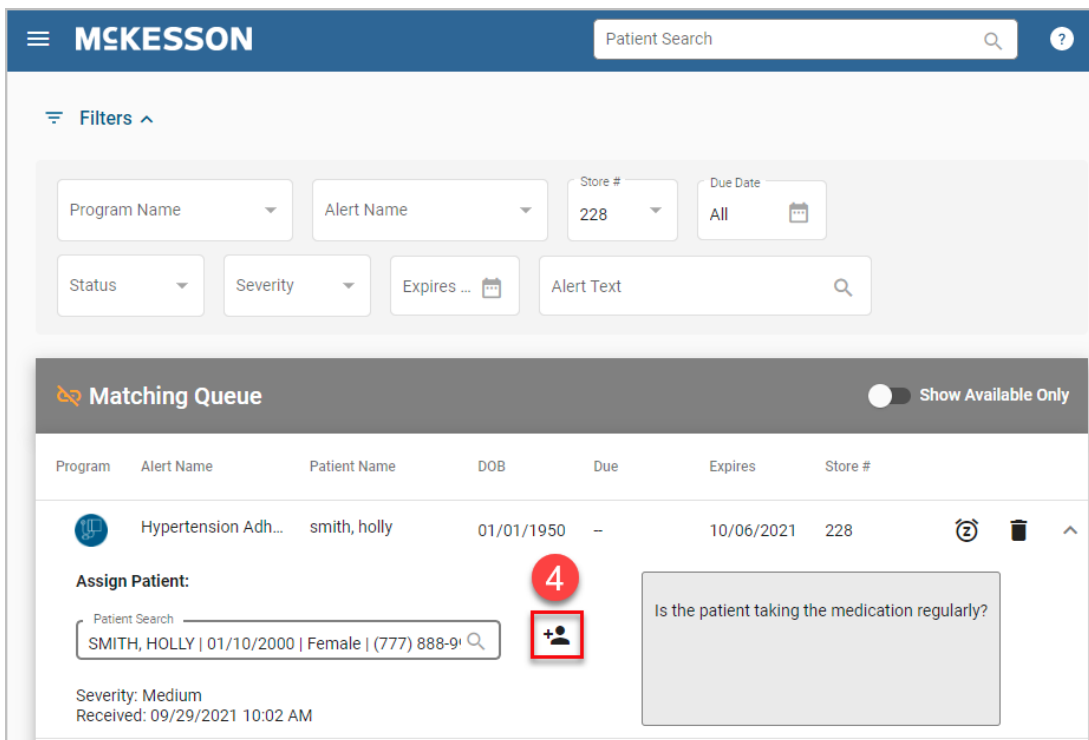 MCKESSON
Patient Search
?
Filters
Program Name
Alert Name
Store #
228
Due Date
All
Status
Severity
Expires ...
Alert Text
Matching Queue
Show Available Only
Program Alert Name Patient Name DOB Due Expires Store #
Hypertension Adh... smith, holly 01/01/1950 -- 10/06/2021 228
Assign Patient:
4
Patient Search
SMITH, HOLLY | 01/10/2000 | Female | (777) 888-9
Is the patient taking the medication regularly?
Severity: Medium
Received: 09/29/2021 10:02 AM